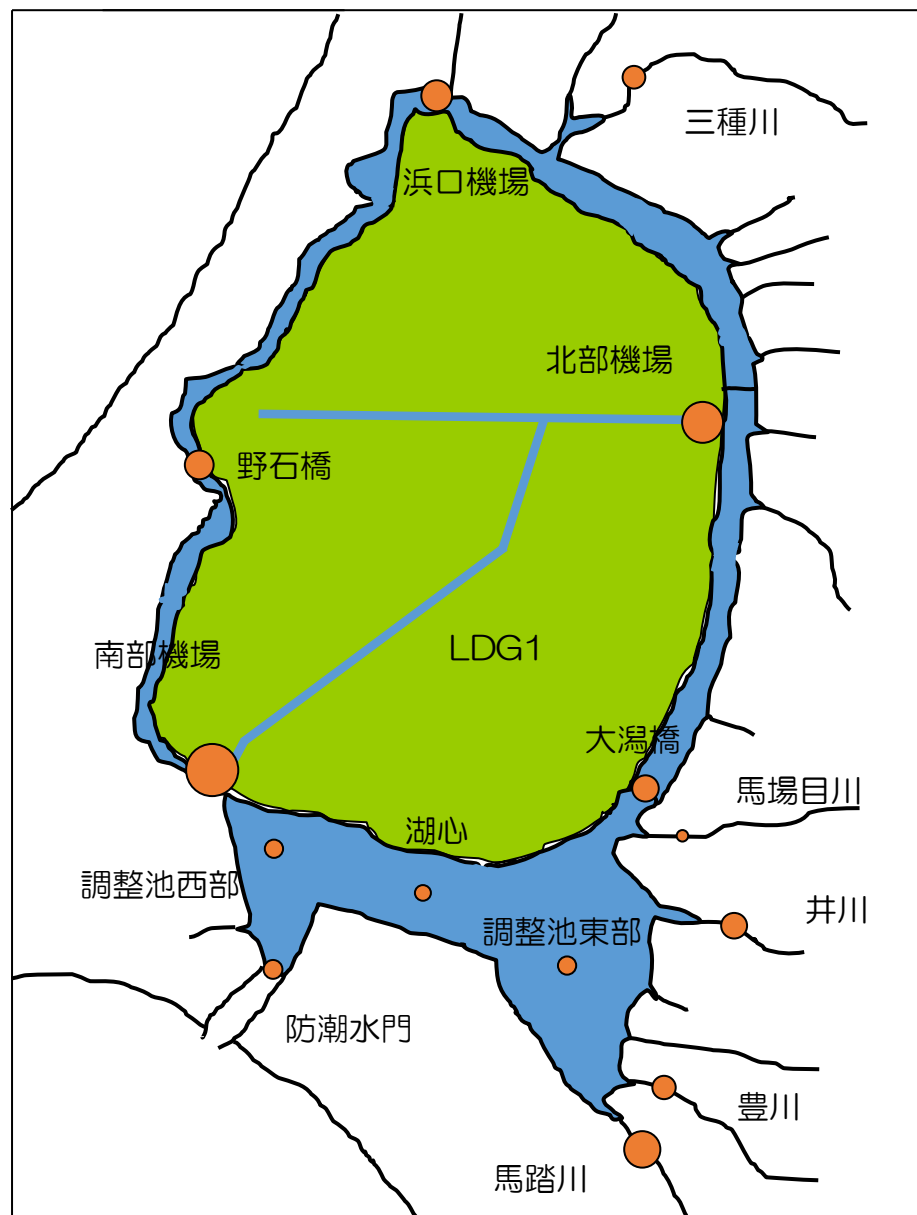 三種川
浜口機場
北部機場
野石橋
南部機場
LDG1
大潟橋
馬場目川
湖心
調整池西部
井川
調整池東部
防潮水門
豊川
馬踏川